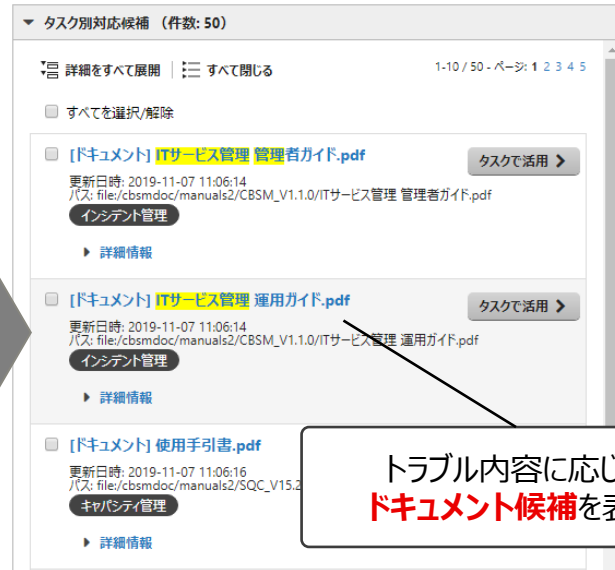 ▼ タスク別対応候補 （件数: 50）
詳細をすべて展開 | すべて閉じる
1-10 / 50 - ページ: 1 2 3 4 5
すべてを選択/解除
[ドキュメント] ITサービス管理 管理者ガイド.pdf
タスクで活用 ❯
更新日時: 2019-11-07 11:06:14
パス: file:/cbsmdoc/manuals2/CBSM_V1.1.0/ITサービス管理 管理者ガイド.pdf
インシデント管理
▶ 詳細情報
[ドキュメント] ITサービス管理 運用ガイド.pdf
タスクで活用 ❯
更新日時: 2019-11-07 11:06:14
パス: file:/cbsmdoc/manuals2/CBSM_V1.1.0/ITサービス管理 運用ガイド.pdf
インシデント管理
▶ 詳細情報
[ドキュメント] 使用手引書.pdf
更新日時: 2019-11-07 11:06:16
パス: file:/cbsmdoc/manuals2/SQC_V15.2
キャパシティ管理
▶ 詳細情報
トラブル内容に応じ
ドキュメント候補を表